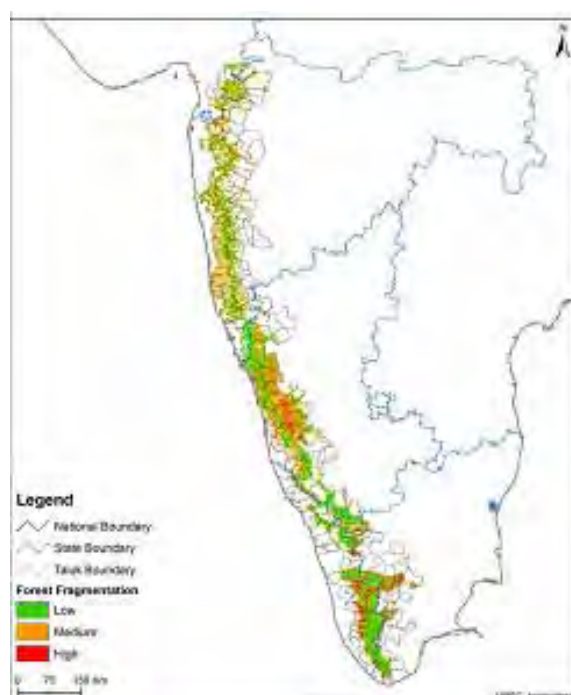 N
Legend
National Boundary
State Boundary
Taluk Boundary
Forest Fragmentation
Low
Medium
High
0 75 150 km